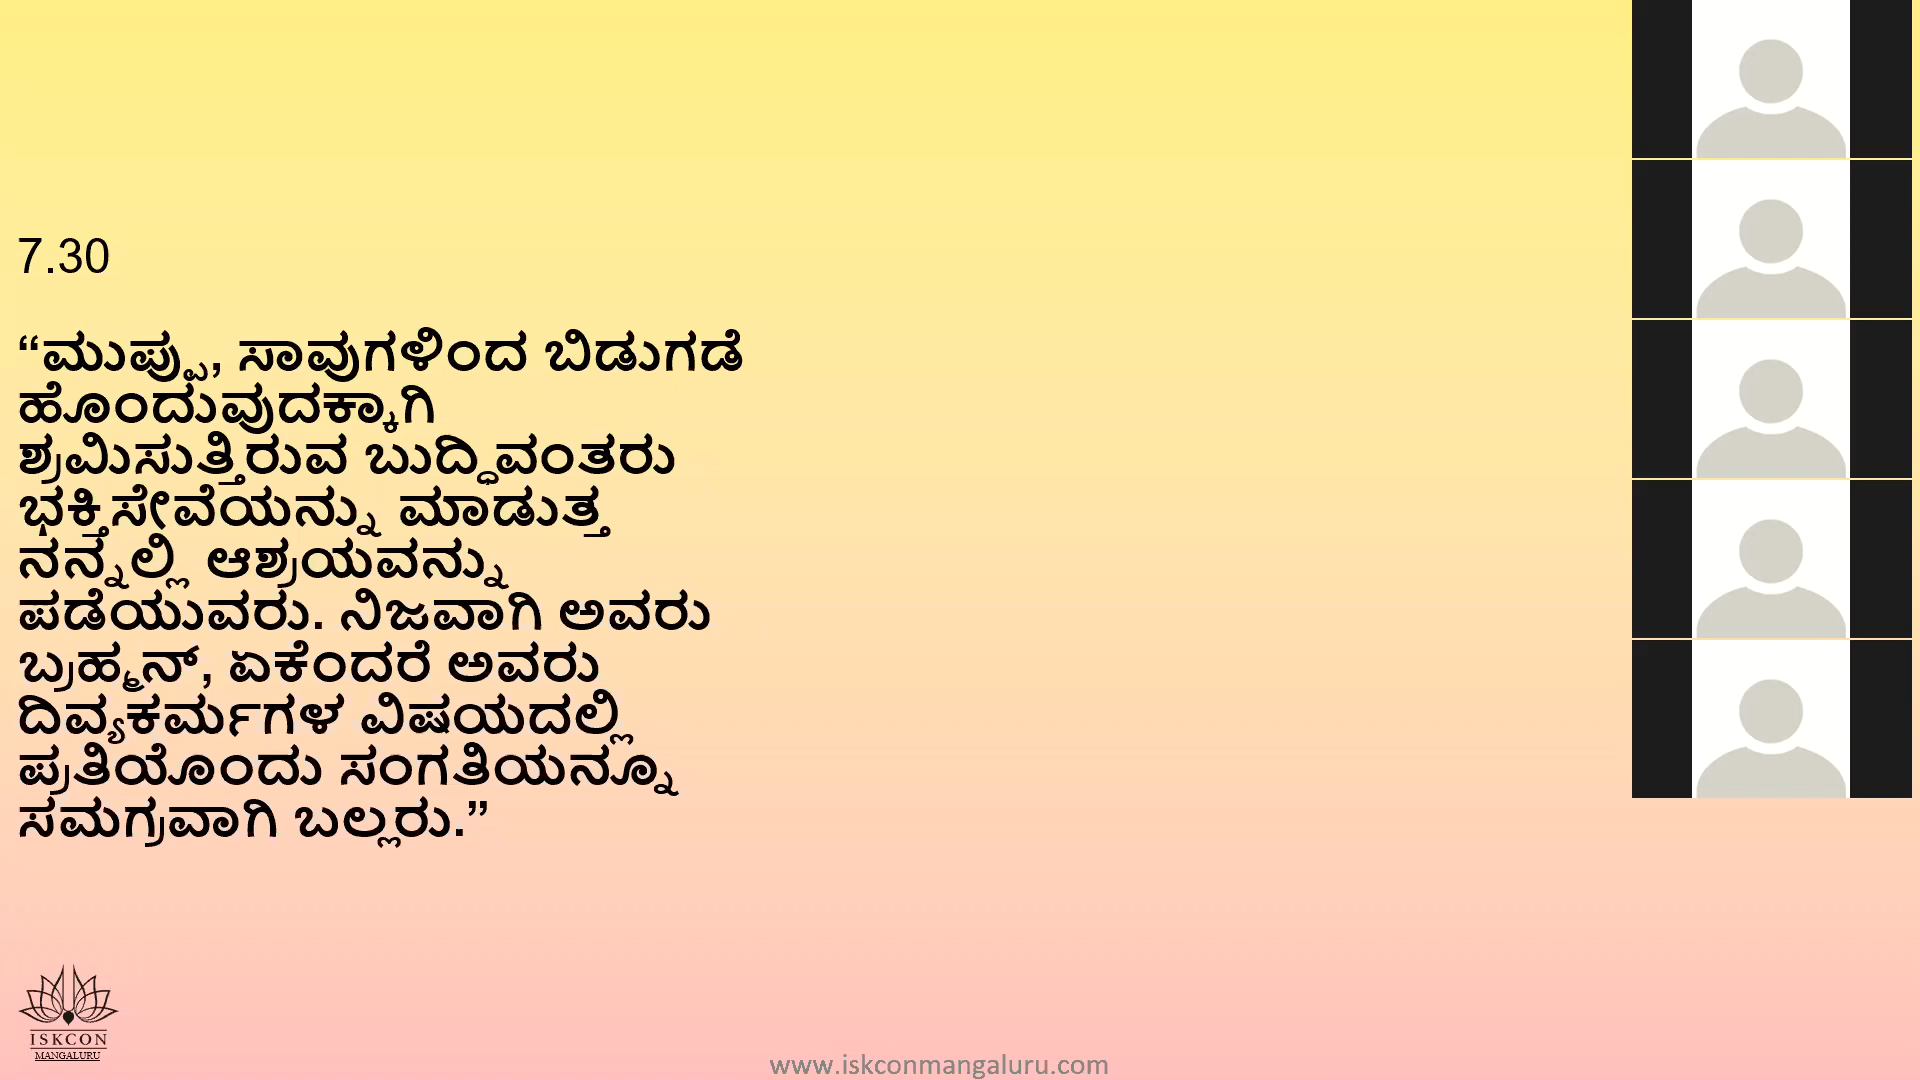 7.30
“ಮುಪ್ಪು, ಸಾವುಗಳಿಂದ ಬಿಡುಗಡೆ
ಹೊಂದುವುದಕ್ಕಾಗಿ
ಶ್ರಮಿಸುತ್ತಿರುವ ಬುದ್ಧಿವಂತರು
ಭಕ್ತಿಸೇವೆಯನ್ನು ಮಾಡುತ್ತ
ನನ್ನಲ್ಲಿ ಆಶ್ರಯವನ್ನು
ಪಡೆಯುವರು. ನಿಜವಾಗಿ ಅವರು
ಬ್ರಹ್ಮನ್, ಏಕೆಂದರೆ ಅವರು
ದಿವ್ಯಕರ್ಮಗಳ ವಿಷಯದಲ್ಲಿ
ಪ್ರತಿಯೊಂದು ಸಂಗತಿಯನ್ನೂ
ಸಮಗ್ರವಾಗಿ ಬಲ್ಲರು.”
ISKCON
MANGALURU
www.iskconmangaluru.com